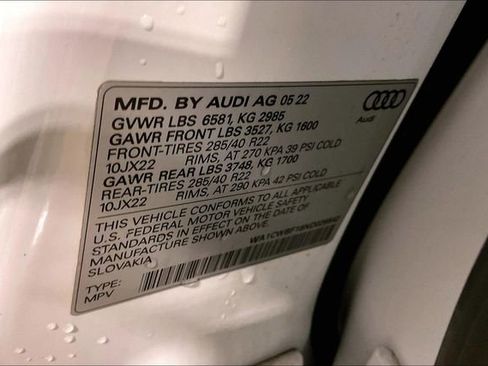 MFD. BY AUDI AG 05 22
GVWR LBS 6581, KG 2985
GAWR FRONT LBS 3527, KG 1600
FRONT-TIRES 285/40 R22
10JX22 RIMS, AT 270 KPA 39 PSI COLD
GAWR REAR LBS 3748, KG 1700
REAR-TIRES 285/40 R22
10JX22 RIMS, AT 290 KPA 42 PSI COLD
THIS VEHICLE CONFORMS TO ALL APPLICABLE
U.S. FEDERAL MOTOR VEHICLE SAFETY
STANDARDS IN EFFECT ON THE DATE OF
MANUFACTURE SHOWN ABOVE.
SLOVAKIA
TYPE:
MPV
Audi